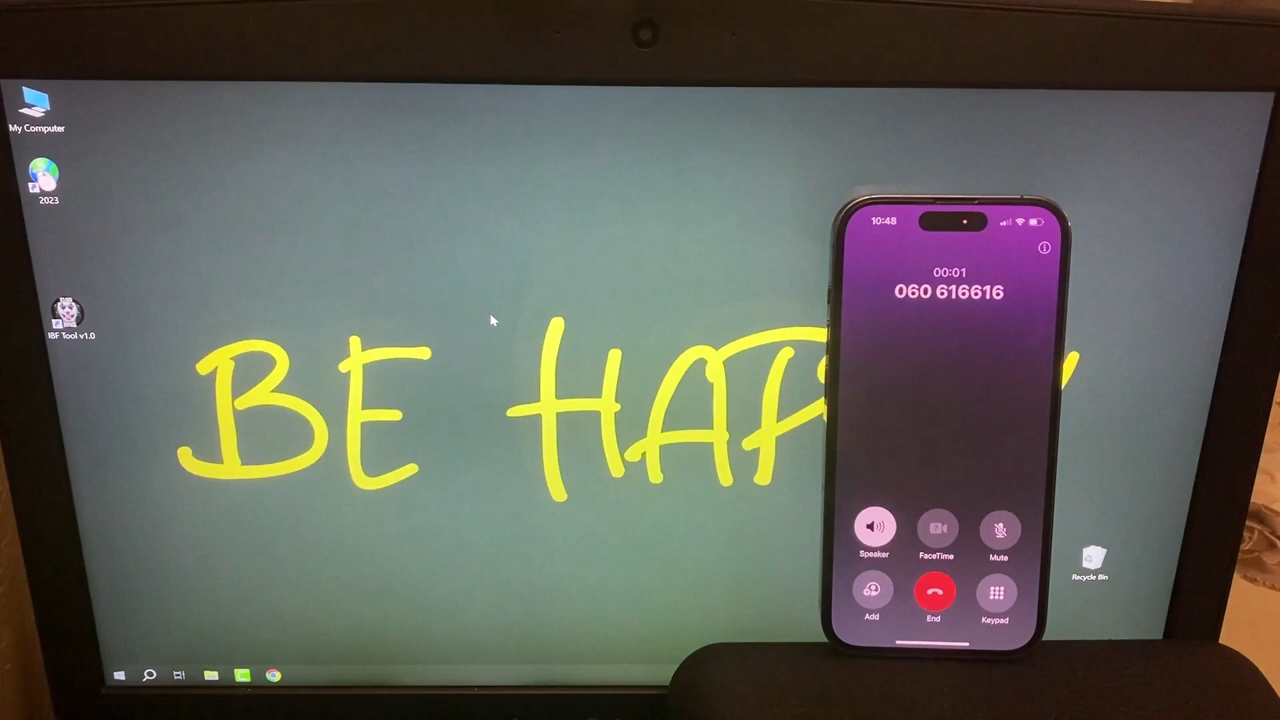 My Computer
2023
IBF Tool v1.0
BE HAP
10:48
00:01
060 616616
Speaker
FaceTime
Mute
Add
End
Keypad
Recycle Bin